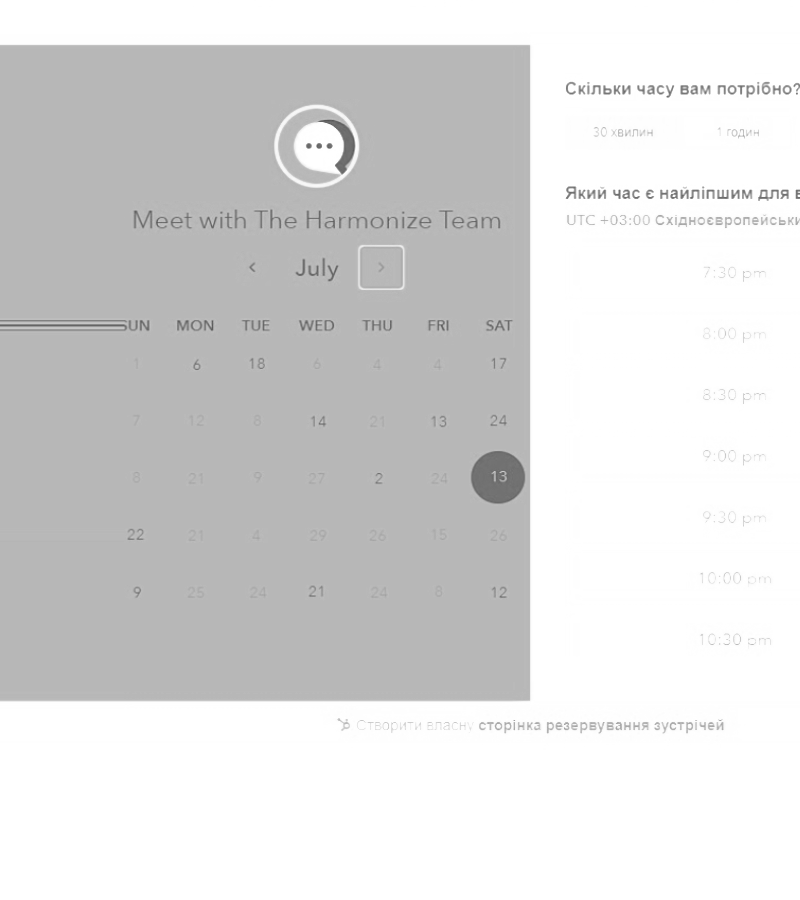 Meet with The Harmonize Team
July
SUN MON TUE WED THU FRI SAT
1 6 18 6 4 4 17
7 12 8 14 21 13 24
8 21 9 27 2 24 13
22 21 4 29 26 15 26
9 25 24 21 24 8 12
Скільки часу вам потрібно?
30 хвилин 1 годин
Який час є найліпшим для
UTC +03:00
7:30 pm
8:00 pm
8:30 pm
9:00 pm
9:30 pm
10:00 pm
10:30 pm
Створити власну сторінка резервування зустрічей